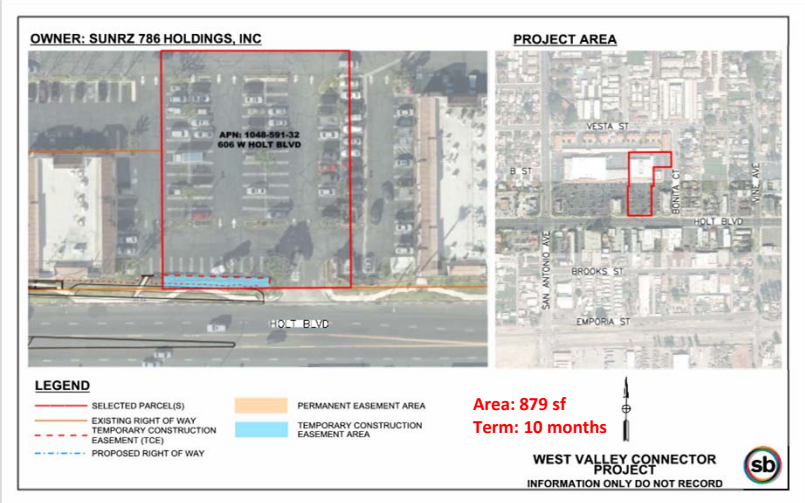 OWNER: SUNRZ 786 HOLDINGS, INC
PROJECT AREA
APN: 1048-591-32
606 W HOLT BLVD
HOLT BLVD
VESTA ST
B ST
BONITA CT
VINE AVE
HOLT BLVD
SAN ANTONIO AVE
BROOKS ST
EMPORIA ST
LEGEND
SELECTED PARCEL(S)
EXISTING RIGHT OF WAY
TEMPORARY CONSTRUCTION
EASEMENT (TCE)
PROPOSED RIGHT OF WAY
PERMANENT EASEMENT AREA
TEMPORARY CONSTRUCTION
EASEMENT AREA
Area: 879 sf
Term: 10 months
WEST VALLEY CONNECTOR
PROJECT
INFORMATION ONLY DO NOT RECORD
sb